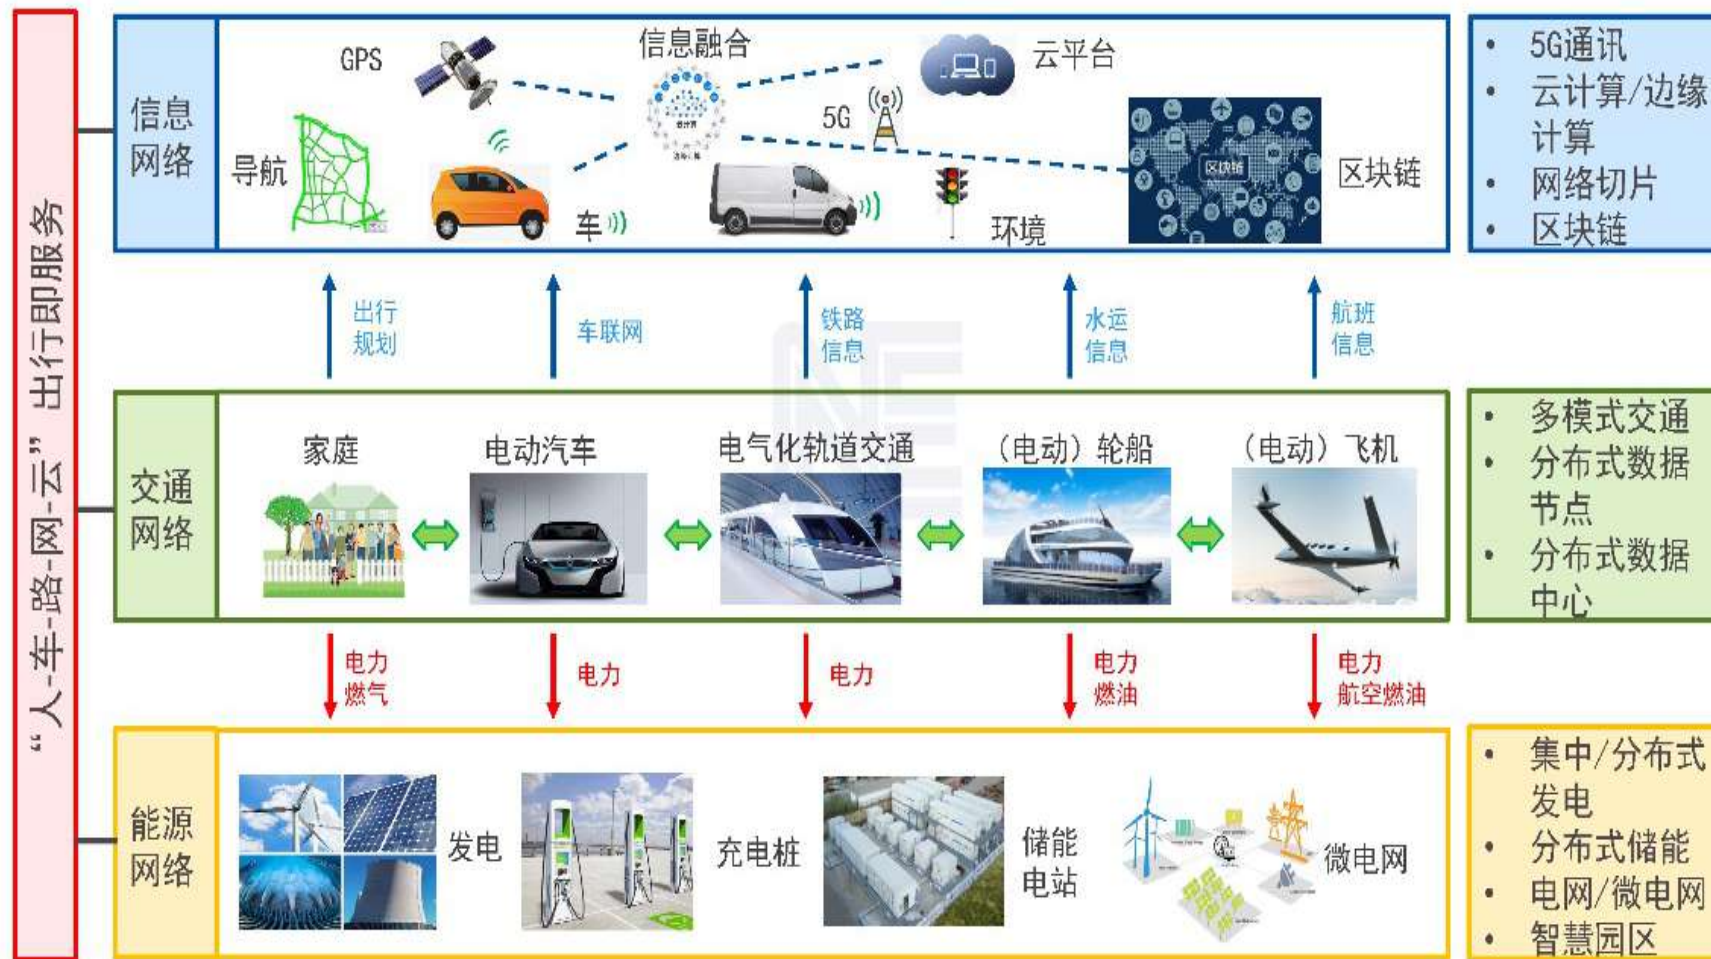 “人-车-路-网-云” 出行即服务
信息
网络
GPS
信息融合
云计算
云平台
5G
导航
车
环境
区块链
区块链
• 5G通讯
• 云计算/边缘
计算
• 网络切片
• 区块链
出行
规划
车联网
铁路
信息
水运
信息
航班
信息
交通
网络
家庭
电动汽车
电气化轨道交通
(电动) 轮船
(电动) 飞机
• 多模式交通
• 分布式数据
节点
• 分布式数据
中心
电力
燃气
电力
电力
电力
燃油
电力
航空燃油
能源
网络
发电
充电桩
储能
电站
微电网
• 集中/分布式
发电
• 分布式储能
• 电网/微电网
• 智慧园区